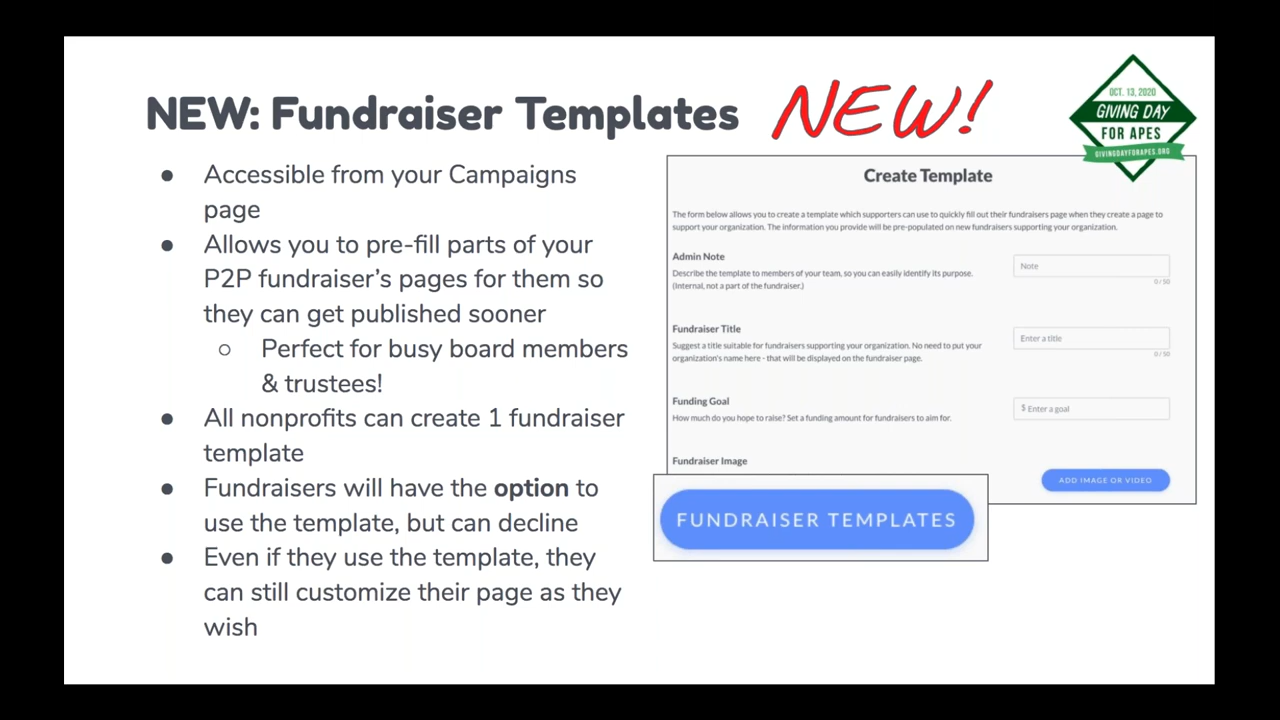 NEW: Fundraiser Templates
NEW!
OCT. 13, 2020
GIVING DAY
FOR APES
GIVINGDAYFORAPES.ORG
● Accessible from your Campaigns
page
● Allows you to pre-fill parts of your
P2P fundraiser's pages for them so
they can get published sooner
○ Perfect for busy board members
& trustees!
● All nonprofits can create 1 fundraiser
template
● Fundraisers will have the option to
use the template, but can decline
● Even if they use the template, they
can still customize their page as they
wish
Create Template
The form below allows you to create a template which supporters can use to quickly fill out their fundraisers page when they create a page to
support your organization. The information you provide will be pre-populated on new fundraisers supporting your organization.
Admin Note
Describe the template to members of your team, so you can easily identify its purpose.
(Internal, not a part of the fundraiser.)
Note
0 / 50
Fundraiser Title
Suggest a title suitable for fundraisers supporting your organization. No need to put your
organization's name here - that will be displayed on the fundraiser page.
Enter a title
0 / 50
Funding Goal
How much do you hope to raise? Set a funding amount for fundraisers to aim for.
$ Enter a goal
Fundraiser Image
ADD IMAGE OR VIDEO
FUNDRAISER TEMPLATES